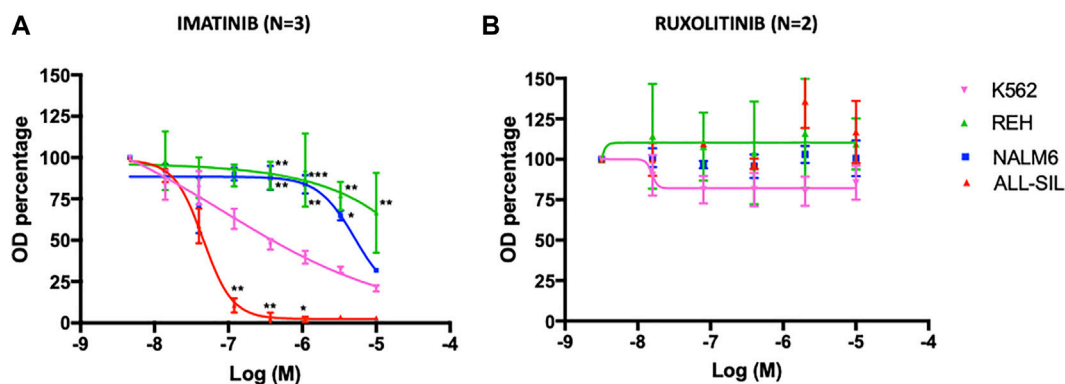 A
IMATINIB (N=3)
OD percentage
150
125
100
75
50
25
0
** *** ** **
** ** *
** ** *
-9 -8 -7 -6 -5 -4
Log (M)
B
RUXOLITINIB (N=2)
OD percentage
150
125
100
75
50
25
0
-9 -8 -7 -6 -5 -4
Log (M)
K562
REH
NALM6
ALL-SIL